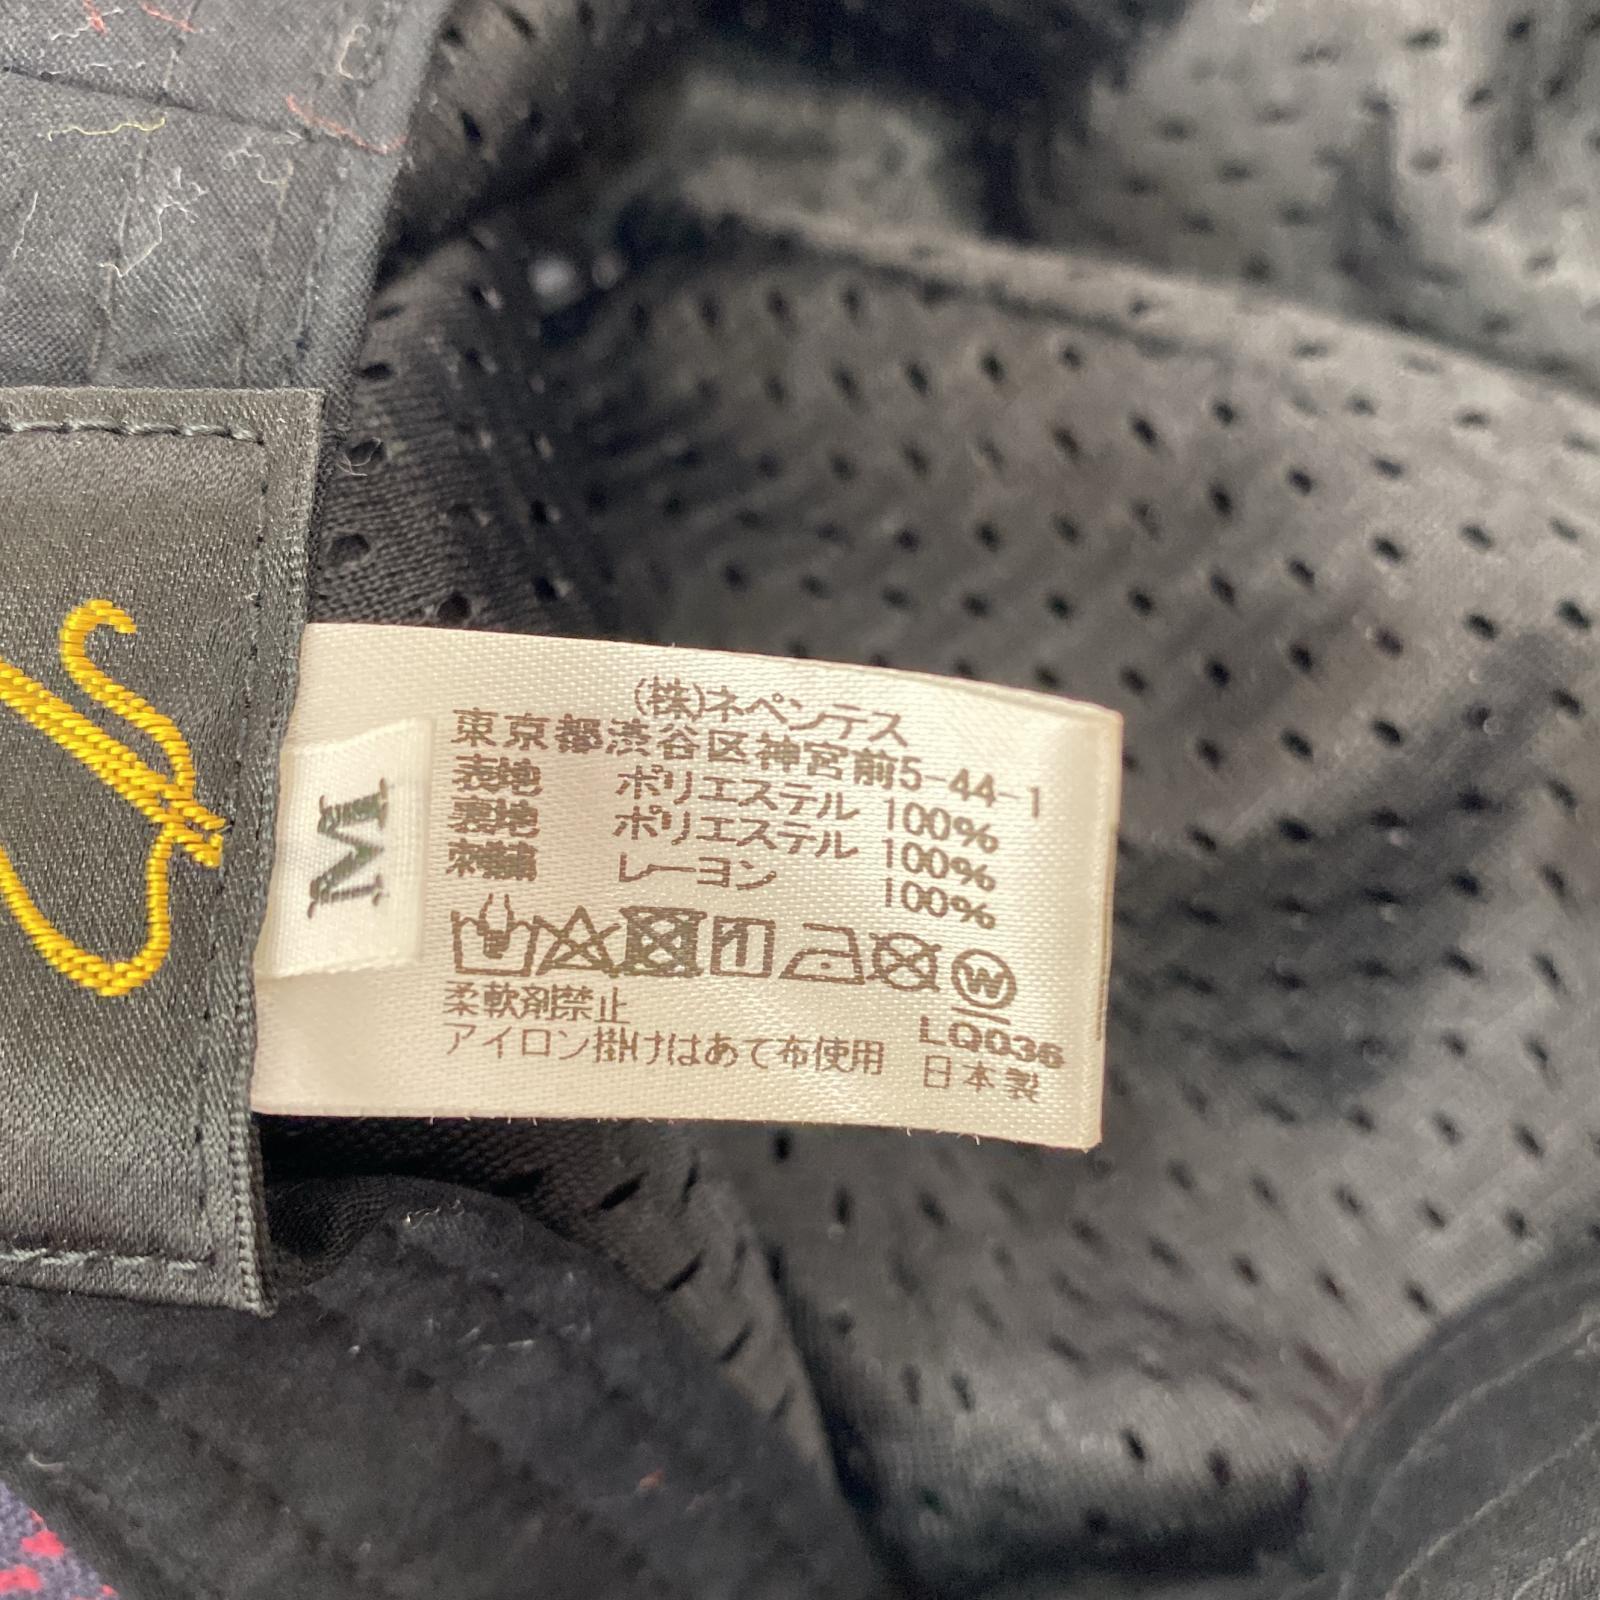 (株)ネペンテス
東京都渋谷区神宮前5-44-1
表地 ポリエステル 100%
裏地 ポリエステル 100%
刺繍 レーヨン 100%
M
W
柔軟剤禁止
LQ036
アイロン掛けはあて布使用 日本製